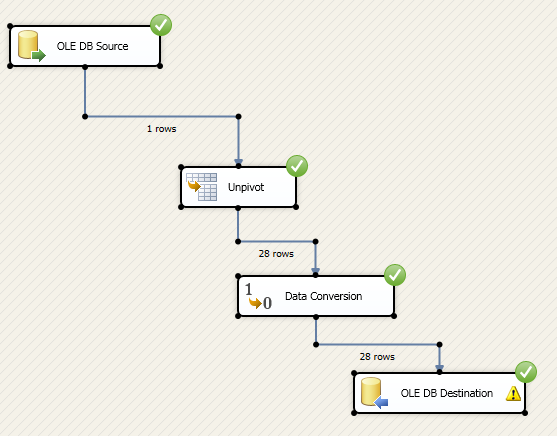 OLE DB Source
1 rows
Unpivot
28 rows
1
0
Data Conversion
28 rows
OLE DB Destination